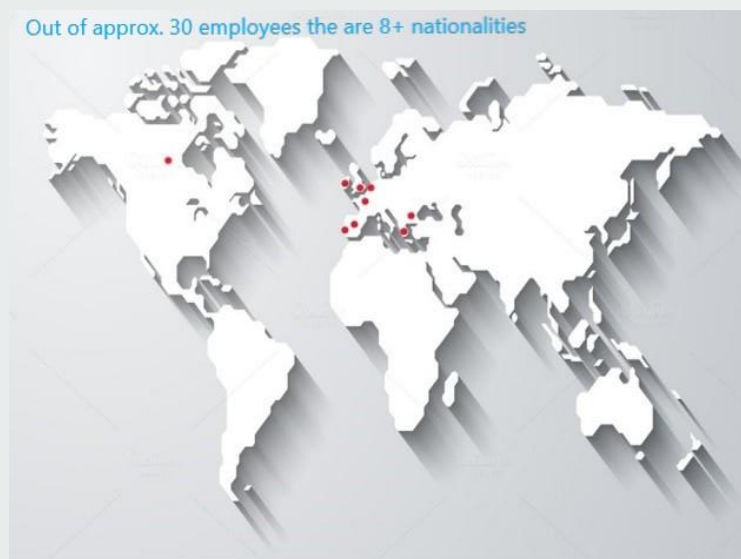 Out of approx. 30 employees the are 8+ nationalities